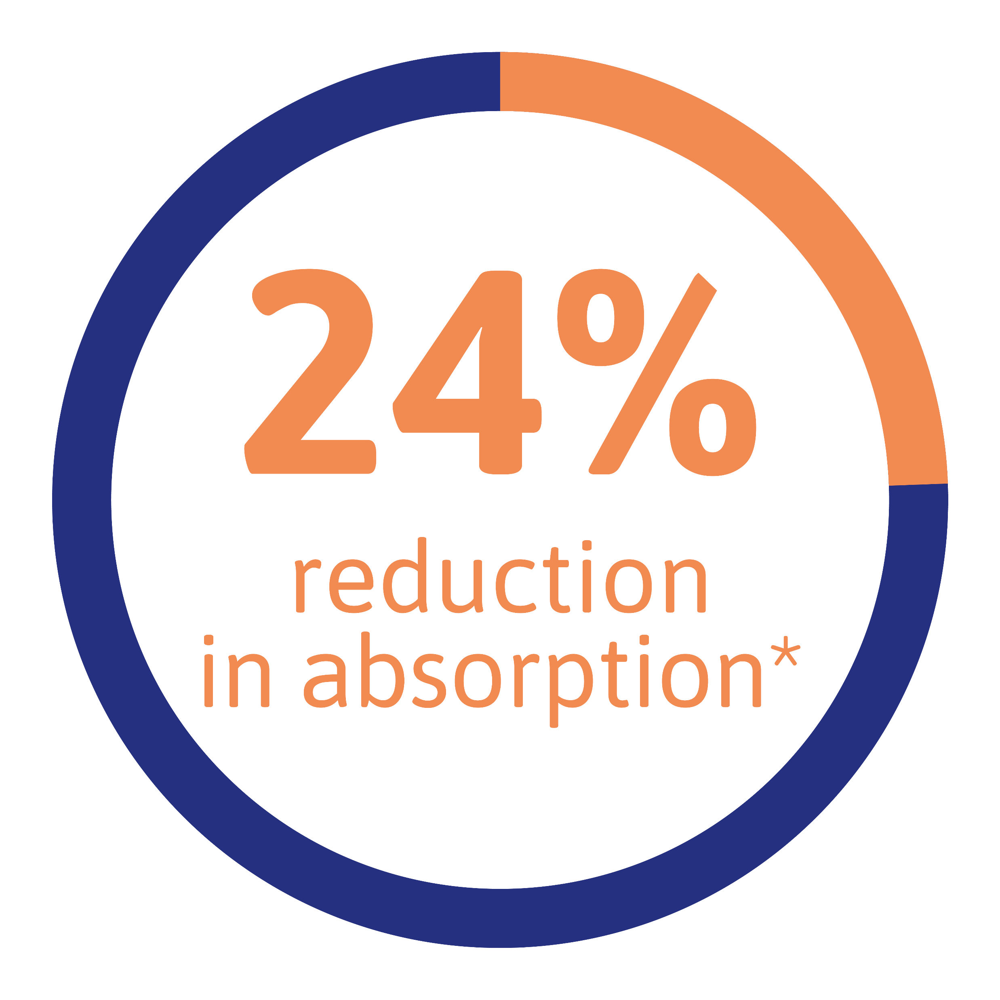 24%
reduction
in absorption*